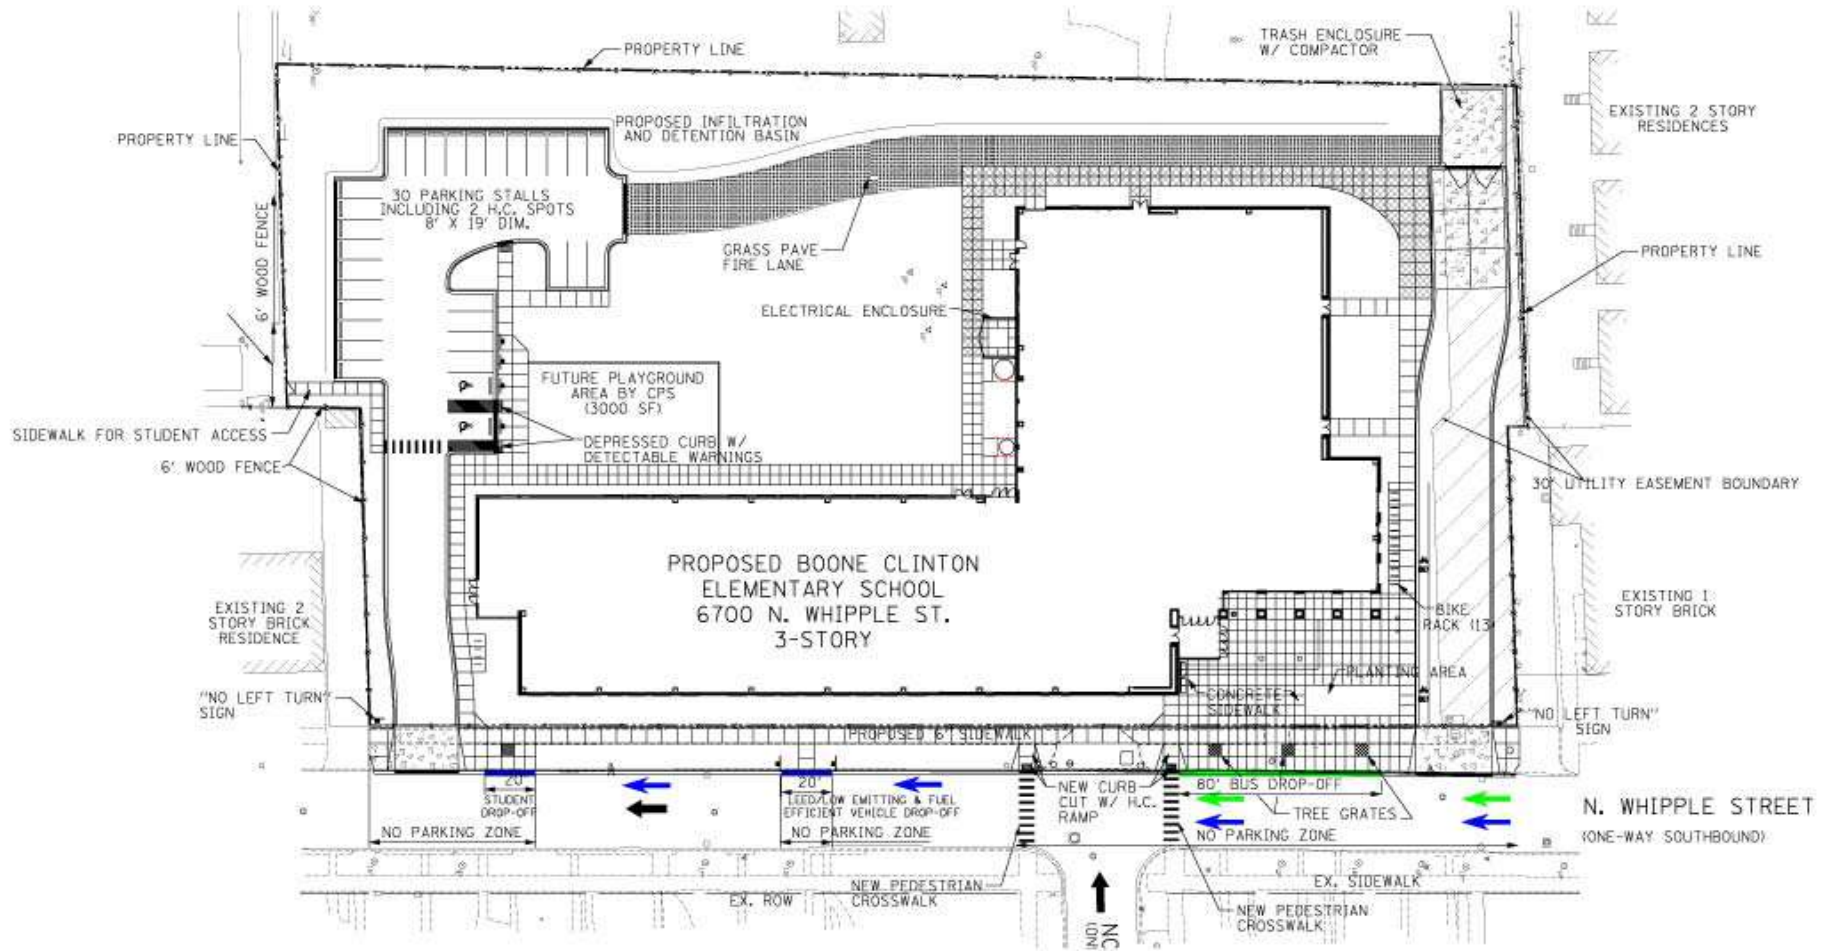 PROPERTY LINE
TRASH ENCLOSURE
W/ COMPACTOR
PROPERTY LINE
PROPOSED INFILTRATION
AND DETENTION BASIN
EXISTING 2 STORY
RESIDENCES
30 PARKING STALLS
INCLUDING 2 H.C. SPOTS
8' X 19' DIM.
6' WOOD FENCE
GRASS PAVE
FIRE LANE
PROPERTY LINE
ELECTRICAL ENCLOSURE
FUTURE PLAYGROUND
AREA BY CPS
(3000 SF)
SIDEWALK FOR STUDENT ACCESS
DEPRESSED CURB W/
DETECTABLE WARNINGS
6' WOOD FENCE
30' UTILITY EASEMENT BOUNDARY
PROPOSED BOONE CLINTON
ELEMENTARY SCHOOL
6700 N. WHIPPLE ST.
3-STORY
EXISTING 2
STORY BRICK
RESIDENCE
EXISTING 1
STORY BRICK
BIKE
RACK (13
PLANTING AREA
"NO LEFT TURN"
SIGN
CONCRETE
SIDEWALK
"NO LEFT TURN"
SIGN
PROPOSED 6' SIDEWALK
20'
STUDENT
DROP-OFF
20'
LEED/LOW EMITTING & FUEL
EFFICIENT VEHICLE DROP-OFF
NEW CURB
CUT W/ H.C.
RAMP
80' BUS DROP-OFF
TREE GRATES
N. WHIPPLE STREET
(ONE-WAY SOUTHBOUND)
NO PARKING ZONE
NO PARKING ZONE
NO PARKING ZONE
NEW PEDESTRIAN
CROSSWALK
EX. ROW
EX. SIDEWALK
NEW PEDESTRIAN
CROSSWALK